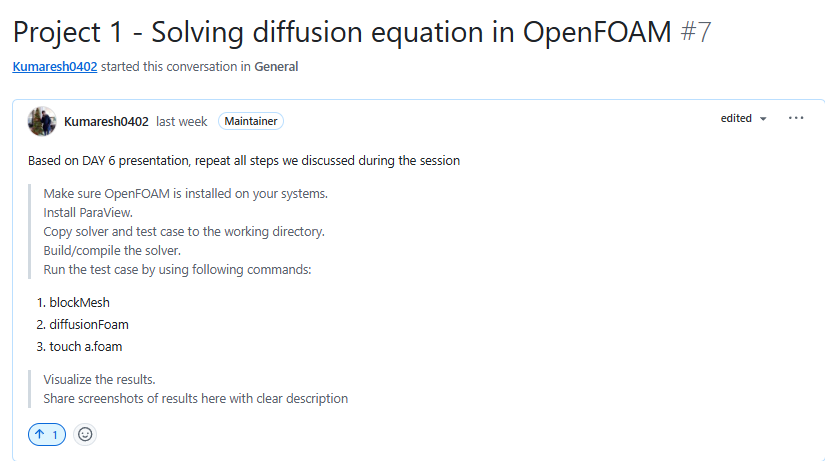 Project 1 - Solving diffusion equation in OpenFOAM #7
Kumaresh0402 started this conversation in General
Kumaresh0402 last week Maintainer edited
Based on DAY 6 presentation, repeat all steps we discussed during the session
Make sure OpenFOAM is installed on your systems.
Install ParaView.
Copy solver and test case to the working directory.
Build/compile the solver.
Run the test case by using following commands:
1. blockMesh
2. diffusionFoam
3. touch a.foam
Visualize the results.
Share screenshots of results here with clear description
1